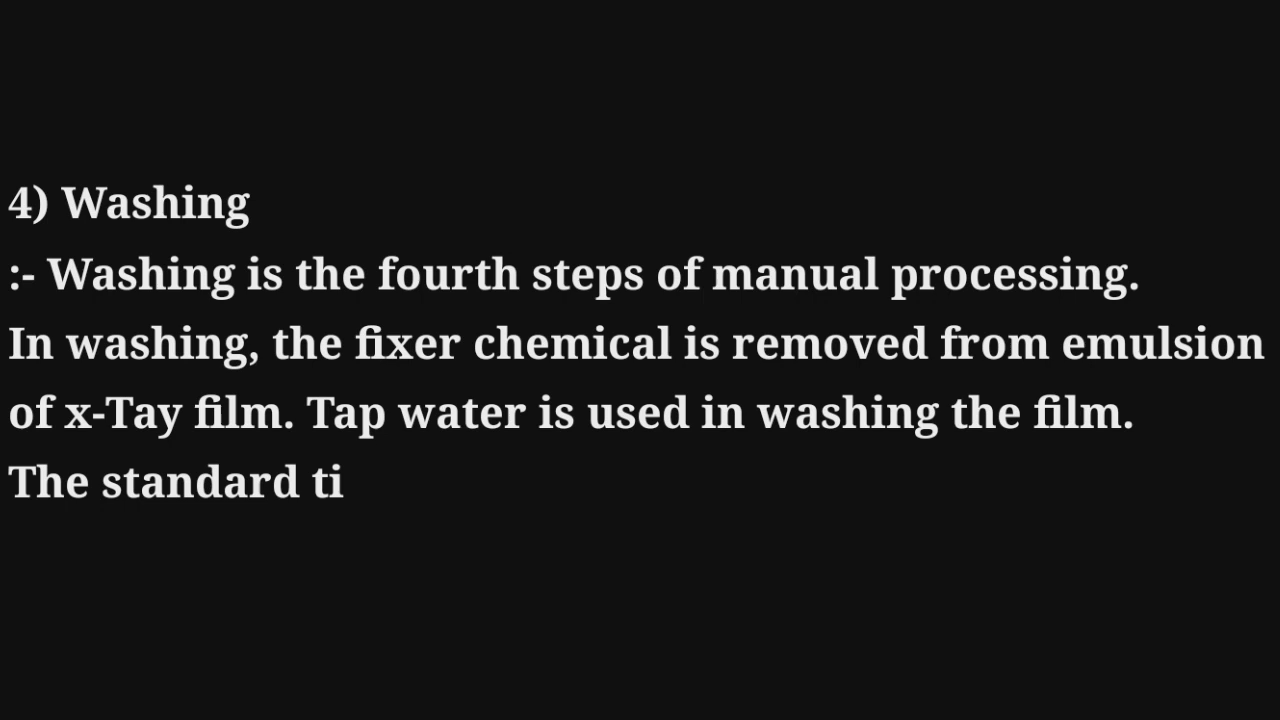 4) Washing
:- Washing is the fourth steps of manual processing.
In washing, the fixer chemical is removed from emulsion
of x-Tay film. Tap water is used in washing the film.
The standard ti